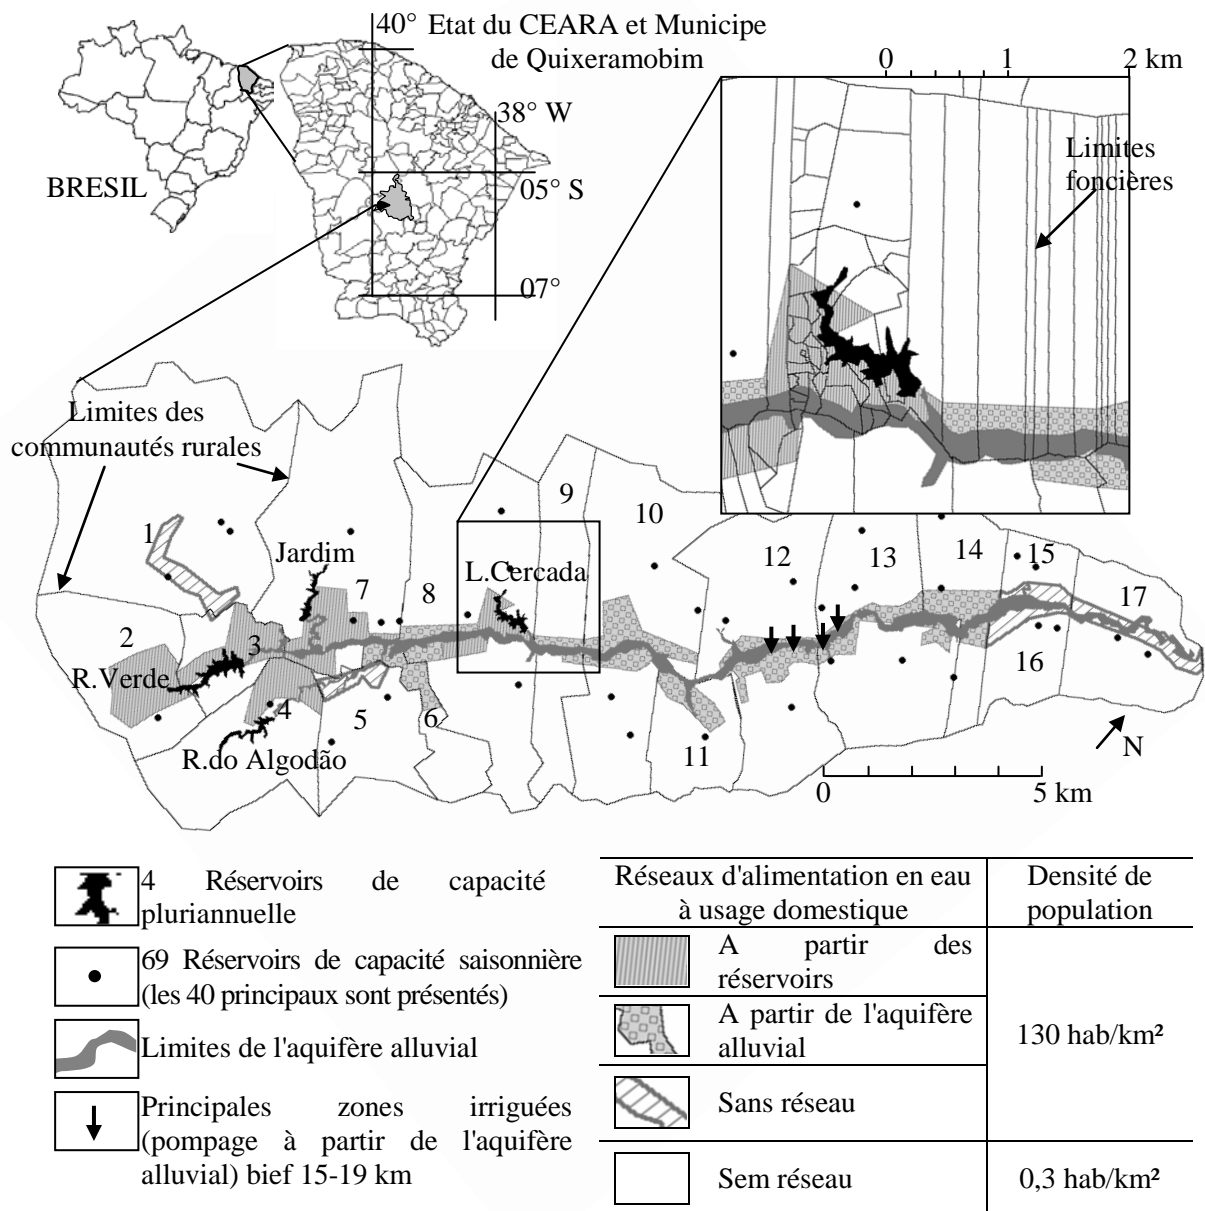 40° Etat du CEARA et Municipe
de Quixeramobim
0 1 2 km
38° W
Limites
foncières
BRESIL
05° S
07°
Limites des
communautés rurales
9
10
1
Jardim
12
13
14
15
L.Cercada
7
8
17
2
3
16
R.Verde
4
5
6
11
N
R.do Algodão
0 5 km
4 Réservoirs de capacité
pluriannuelle
69 Réservoirs de capacité saisonnière
(les 40 principaux sont présentés)
Limites de l'aquifère alluvial
Principales zones irriguées
(pompage à partir de l'aquifère
alluvial) bief 15-19 km
Réseaux d'alimentation en eau
à usage domestique
Densité de
population
A partir des
réservoirs
A partir de l'aquifère
alluvial
130 hab/km²
Sans réseau
Sem réseau
0,3 hab/km²